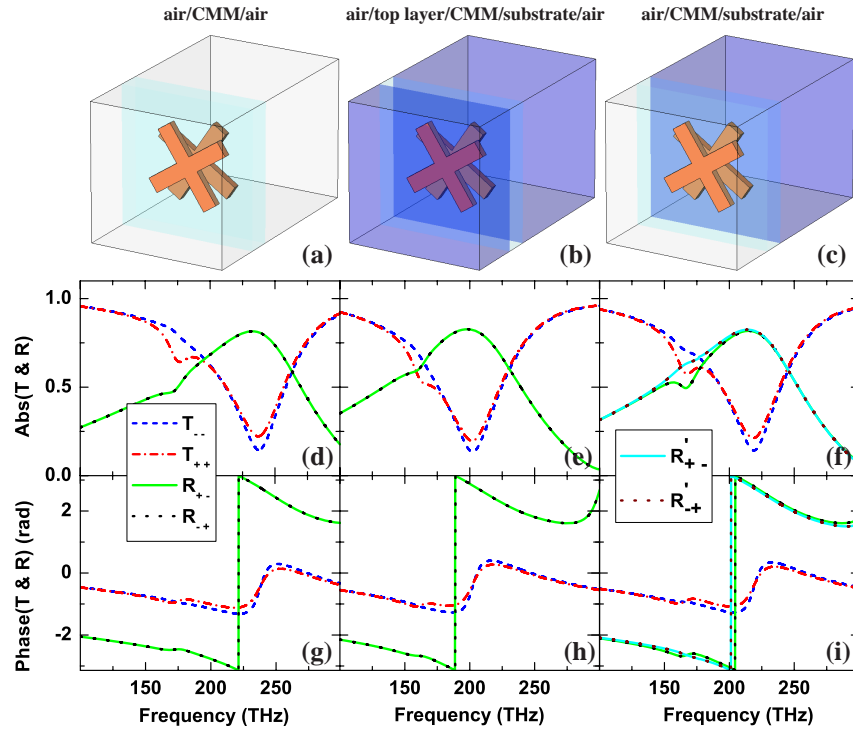 air/CMM/air
air/top layer/CMM/substrate/air
air/CMM/substrate/air
(a)
(b)
(c)
Abs(T & R)
1.0
0.5
0.0
(d)
(e)
(f)
T--
T++
R+-
R-+
R'+-
R'-+
Phase(T & R) (rad)
2
0
-2
(g)
(h)
(i)
150 200 250
150 200 250
150 200 250
Frequency (THz)
Frequency (THz)
Frequency (THz)